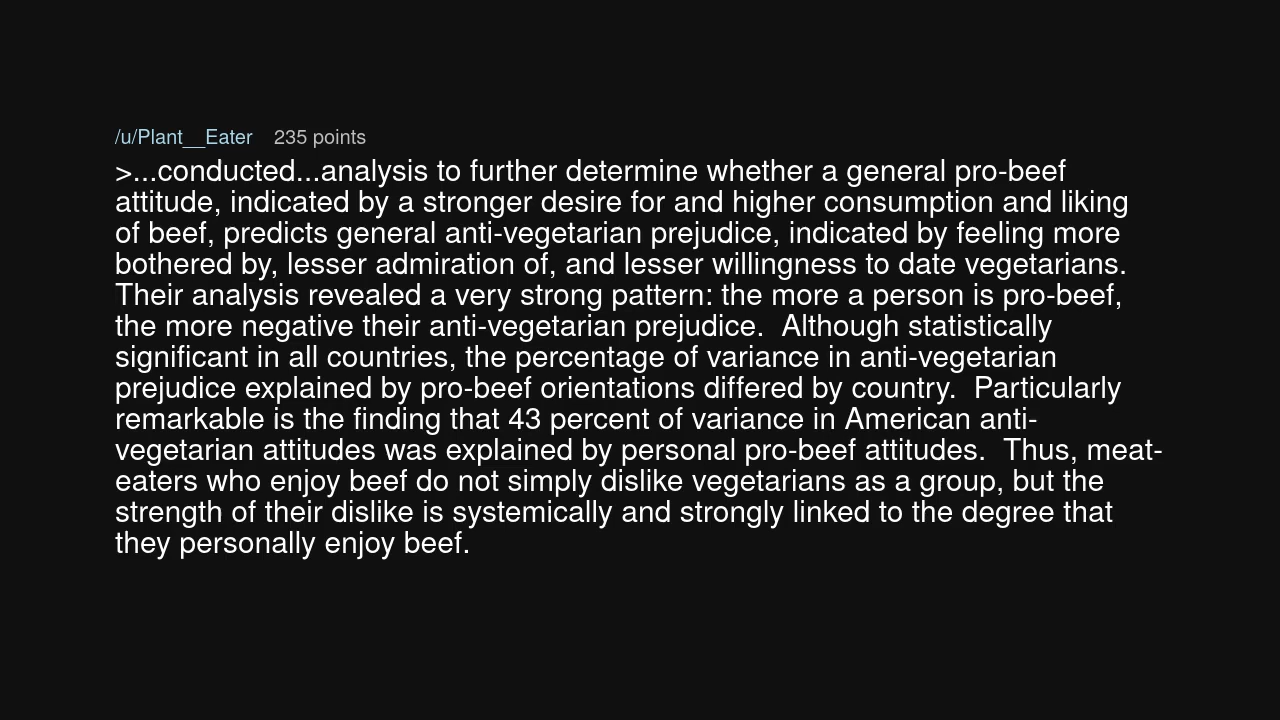 /u/Plant__Eater 235 points
>...conducted...analysis to further determine whether a general pro-beef
attitude, indicated by a stronger desire for and higher consumption and liking
of beef, predicts general anti-vegetarian prejudice, indicated by feeling more
bothered by, lesser admiration of, and lesser willingness to date vegetarians.
Their analysis revealed a very strong pattern: the more a person is pro-beef,
the more negative their anti-vegetarian prejudice.  Although statistically
significant in all countries, the percentage of variance in anti-vegetarian
prejudice explained by pro-beef orientations differed by country.  Particularly
remarkable is the finding that 43 percent of variance in American anti-
vegetarian attitudes was explained by personal pro-beef attitudes.  Thus, meat-
eaters who enjoy beef do not simply dislike vegetarians as a group, but the
strength of their dislike is systemically and strongly linked to the degree that
they personally enjoy beef.